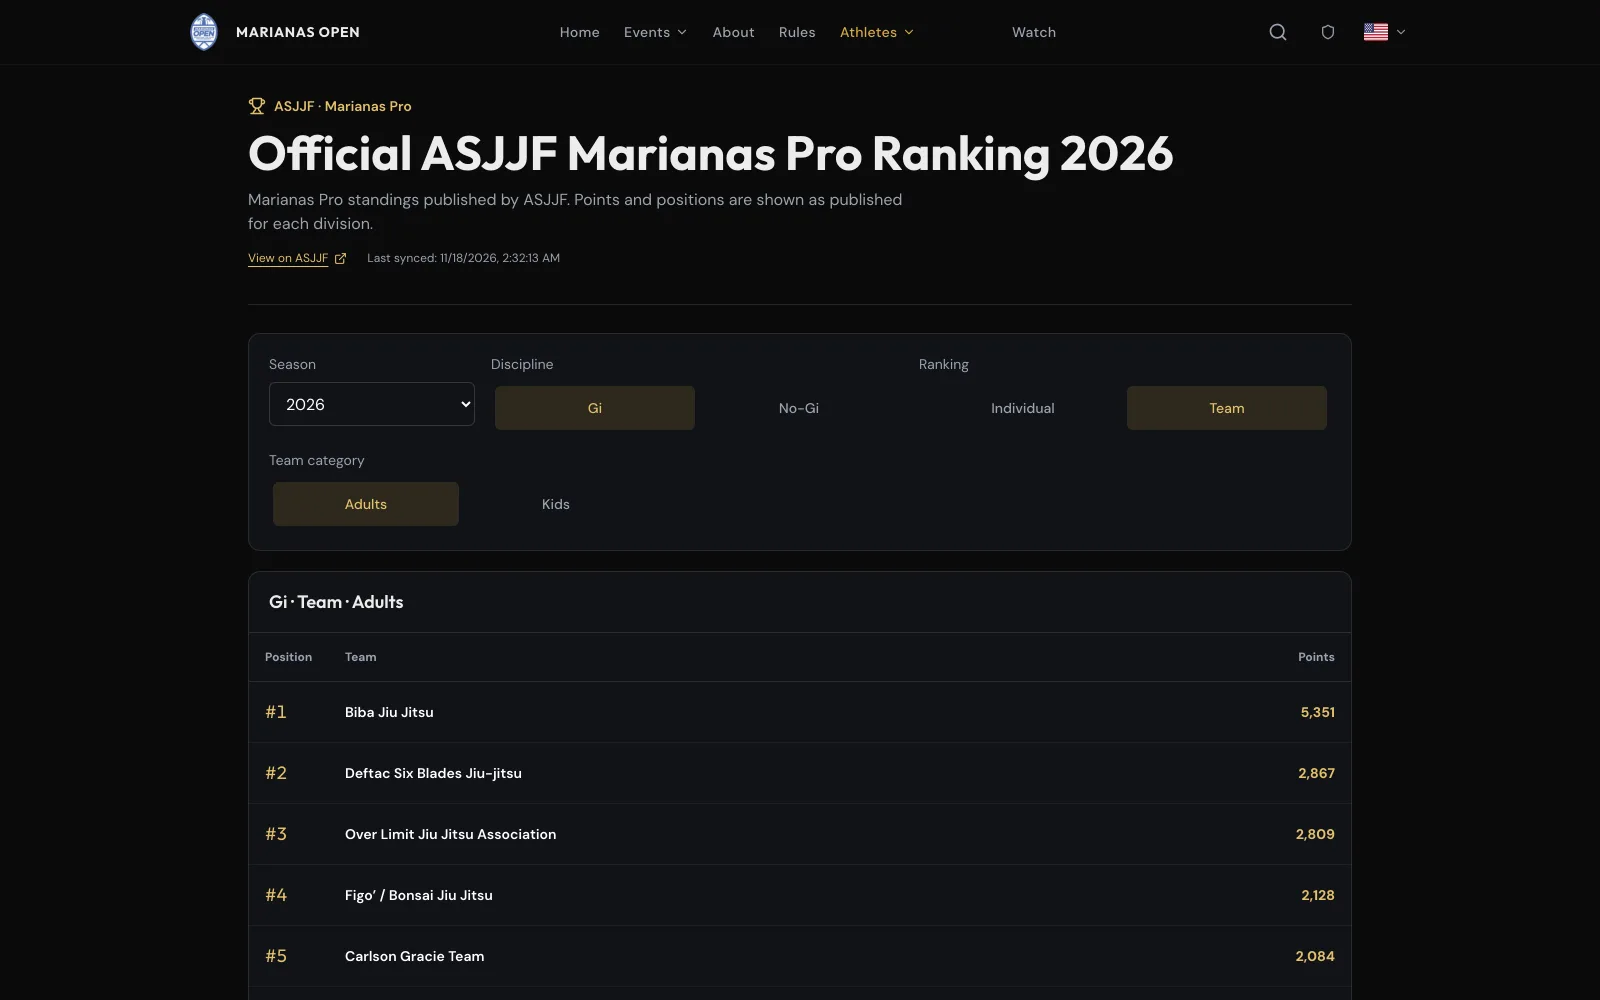 OPEN
MARIANAS OPEN
Home
Events
About
Rules
Athletes
Watch
ASJJF · Marianas Pro
Official ASJJF Marianas Pro Ranking 2026
Marianas Pro standings published by ASJJF. Points and positions are shown as published
for each division.
View on ASJJF
Last synced: 11/18/2026, 2:32:13 AM
Season
Discipline
Ranking
2026
Gi
No-Gi
Individual
Team
Team category
Adults
Kids
Gi · Team · Adults
Position
Team
Points
#1
Biba Jiu Jitsu
5,351
#2
Deftac Six Blades Jiu-jitsu
2,867
#3
Over Limit Jiu Jitsu Association
2,809
#4
Figo’ / Bonsai Jiu Jitsu
2,128
#5
Carlson Gracie Team
2,084